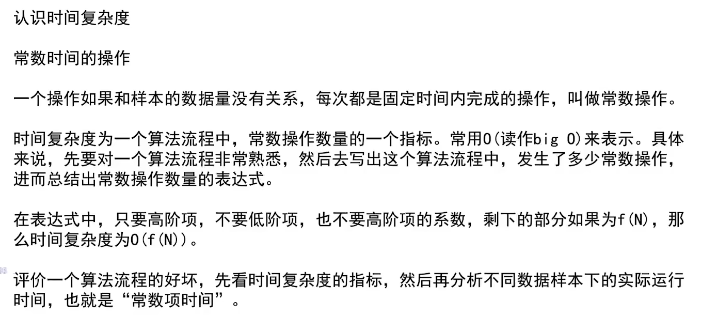 认识时间复杂度
常数时间的操作
一个操作如果和样本的数据量没有关系，每次都是固定时间内完成的操作，叫做常数操作。
时间复杂度为一个算法流程中，常数操作数量的一个指标。常用O(读作big O)来表示。具体
来说，先要对一个算法流程非常熟悉，然后去写出这个算法流程中，发生了多少常数操作，
进而总结出常数操作数量的表达式。
在表达式中，只要高阶项，不要低阶项，也不要高阶项的系数，剩下的部分如果为f(N)，那
么时间复杂度为O(f(N))。
评价一个算法流程的好坏，先看时间复杂度的指标，然后再分析不同数据样本下的实际运行
时间，也就是“常数项时间”。